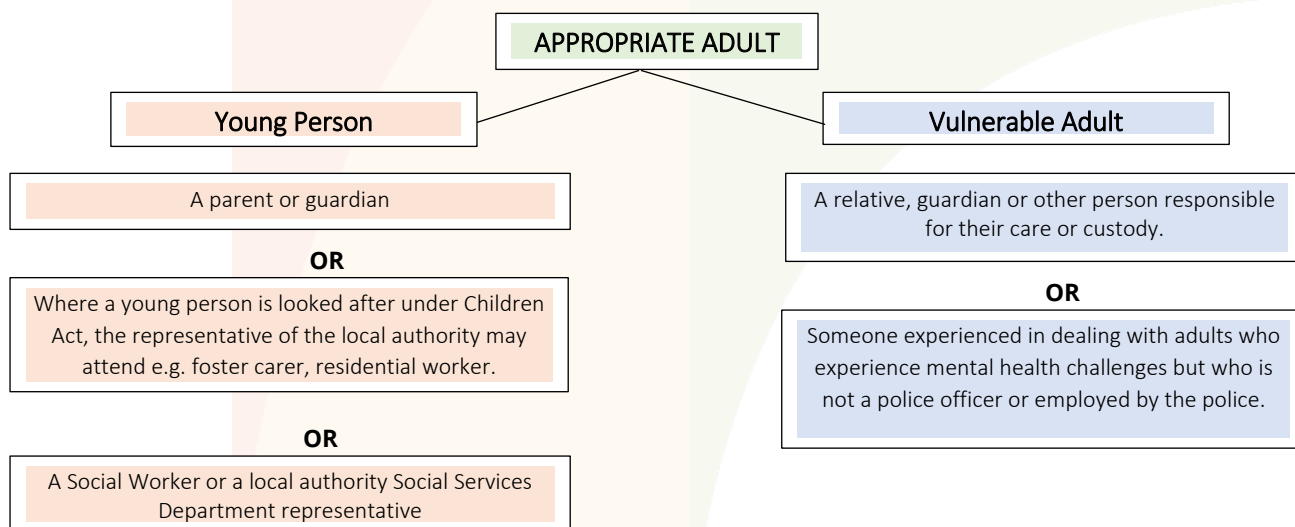 APPROPRIATE ADULT
Young Person
A parent or guardian
OR
Where a young person is looked after under Children
Act, the representative of the local authority may
attend e.g. foster carer, residential worker.
OR
A Social Worker or a local authority Social Services
Department representative
Vulnerable Adult
A relative, guardian or other person responsible
for their care or custody.
OR
Someone experienced in dealing with adults who
experience mental health challenges but who is
not a police officer or employed by the police.